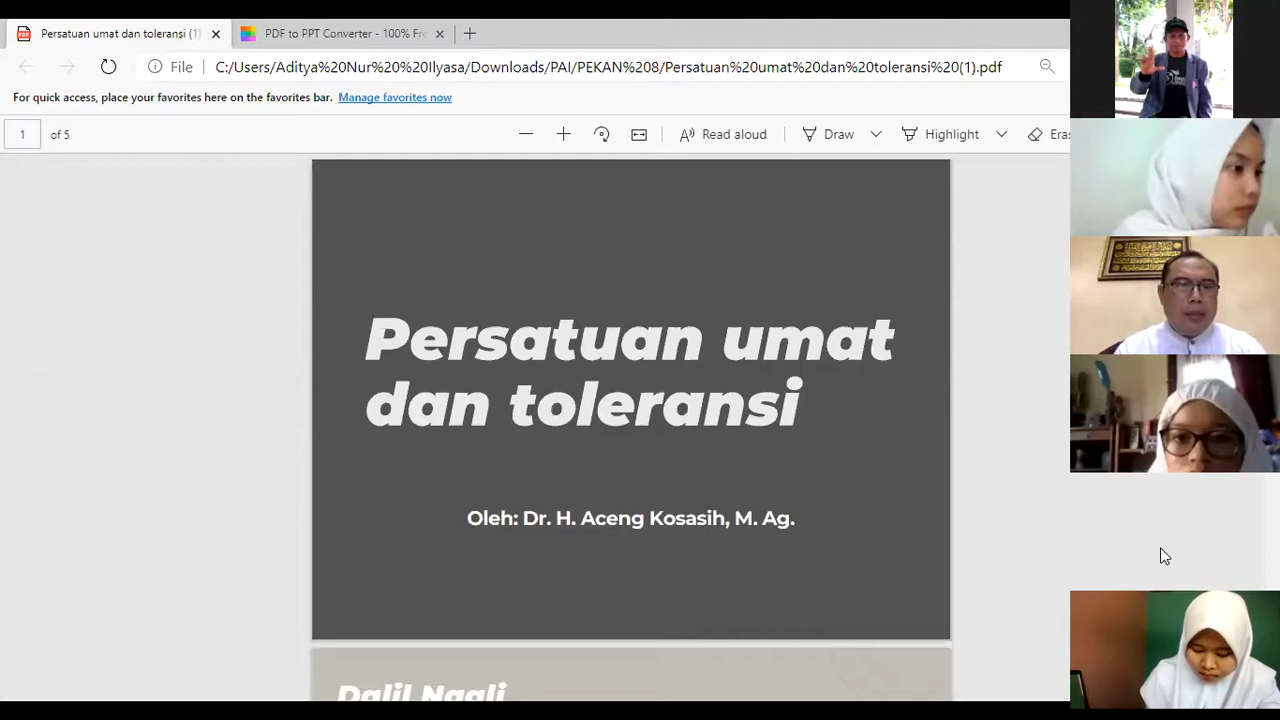 Persatuan umat dan toleransi (1)
PDF to PPT Converter - 100% Fre
File
C:/Users/Aditya%20Nur%20%20Ilyasa/Downloads/PAI/PEKAN%208/Persatuan%20umat%20dan%20toleransi%20(1).pdf
For quick access, place your favorites here on the favorites bar. Manage favorites now
1 of 5
Read aloud
Draw
Highlight
Eras
Persatuan umat
dan toleransi
Oleh: Dr. H. Aceng Kosasih, M. Ag.
Dalil Naqli